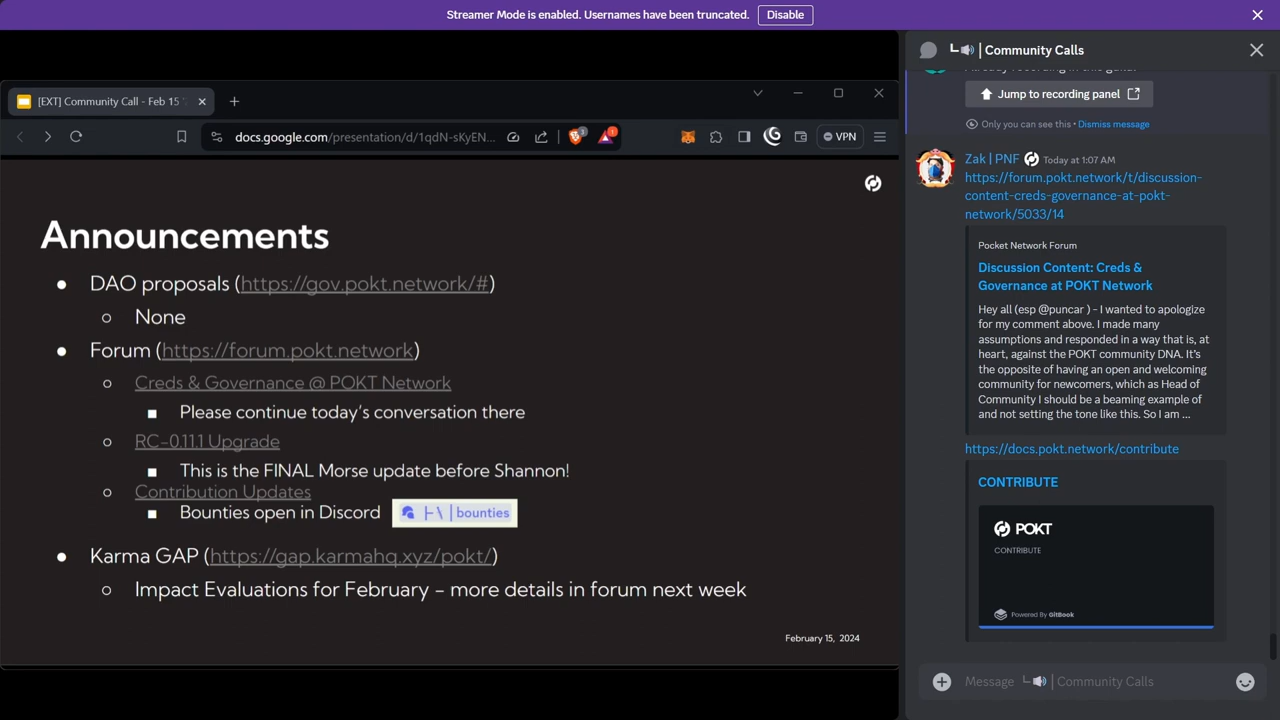 Streamer Mode is enabled. Usernames have been truncated. Disable
[EXT] Community Call - Feb 15
docs.google.com/presentation/d/1qdN-sKyEN...
VPN
Announcements
DAO proposals (https://gov.pokt.network/#)
None
Forum (https://forum.pokt.network)
Creds & Governance @ POKT Network
Please continue today's conversation there
RC-0.11.1 Upgrade
This is the FINAL Morse update before Shannon!
Contribution Updates
Bounties open in Discord
bounties
Karma GAP (https://gap.karmahq.xyz/pokt/)
Impact Evaluations for February – more details in forum next week
February 15, 2024
Community Calls
Jump to recording panel
Only you can see this • Dismiss message
Zak | PNF Today at 1:07 AM
https://forum.pokt.network/t/discussion-
content-creds-governance-at-pokt-
network/5033/14
Pocket Network Forum
Discussion Content: Creds &
Governance at POKT Network
Hey all (esp @puncar ) - I wanted to apologize
for my comment above. I made many
assumptions and responded in a way that is, at
heart, against the POKT community DNA. It's
the opposite of having an open and welcoming
community for newcomers, which as Head of
Community I should be a beaming example of
and not setting the tone like this. So I am ...
https://docs.pokt.network/contribute
CONTRIBUTE
POKT
CONTRIBUTE
Powered By GitBook
Message Community Calls